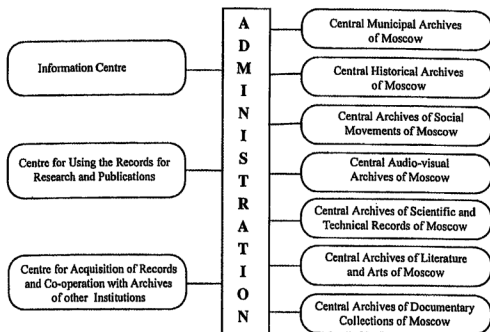 Information Centre
Centre for Using the Records for
Research and Publications
Centre for Acquisition of Records
and Co-operation with Archives
of other Institutions
ADMINISTRATION
Central Municipal Archives
of Moscow
Central Historical Archives
of Moscow
Central Archives of Social
Movements of Moscow
Central Audio-visual
Archives of Moscow
Central Archives of Scientific and
Technical Records of Moscow
Central Archives of Literature
and Arts of Moscow
Central Archives of Documentary
Collections of Moscow